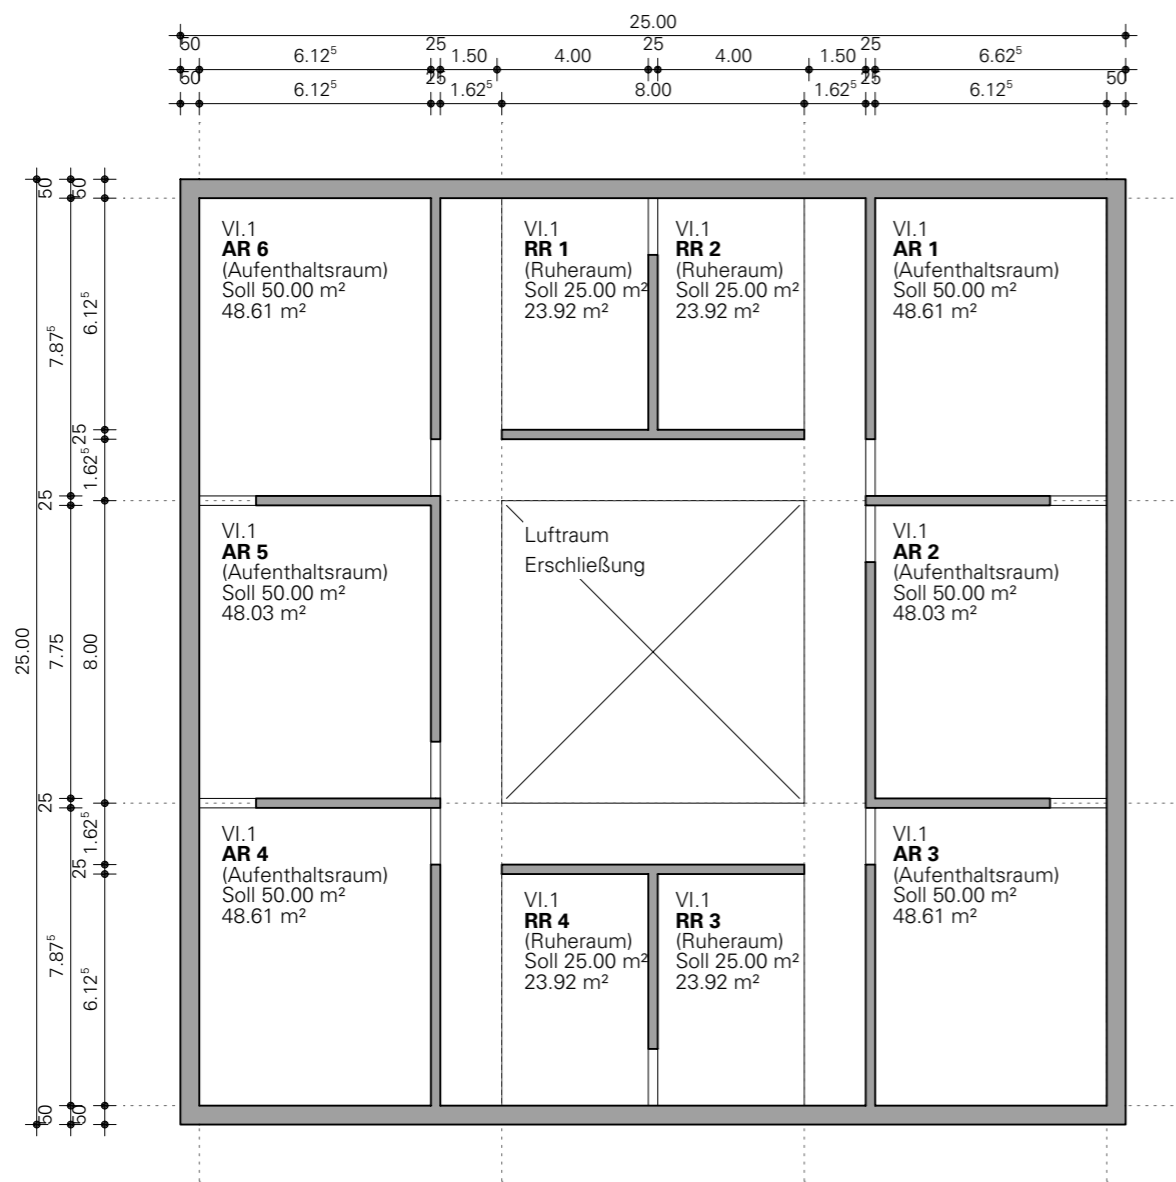 25.00
50 6.12⁵ 25 1.50 4.00 25 4.00 1.50 25 6.62⁵
50 6.12⁵ 25 1.62⁵ 8.00 1.62⁵ 25 6.12⁵ 50
25.00
50 7.87⁵ 25 7.75 25 7.87⁵ 50
50 6.12⁵ 25 1.62⁵ 8.00 1.62⁵ 25 6.12⁵ 50
VI.1
AR 6
(Aufenthaltsraum)
Soll 50.00 m²
48.61 m²
VI.1
RR 1
(Ruheraum)
Soll 25.00 m²
23.92 m²
VI.1
RR 2
(Ruheraum)
Soll 25.00 m²
23.92 m²
VI.1
AR 1
(Aufenthaltsraum)
Soll 50.00 m²
48.61 m²
VI.1
AR 5
(Aufenthaltsraum)
Soll 50.00 m²
48.03 m²
Luftraum
Erschließung
VI.1
AR 2
(Aufenthaltsraum)
Soll 50.00 m²
48.03 m²
VI.1
AR 4
(Aufenthaltsraum)
Soll 50.00 m²
48.61 m²
VI.1
RR 4
(Ruheraum)
Soll 25.00 m²
23.92 m²
VI.1
RR 3
(Ruheraum)
Soll 25.00 m²
23.92 m²
VI.1
AR 3
(Aufenthaltsraum)
Soll 50.00 m²
48.61 m²